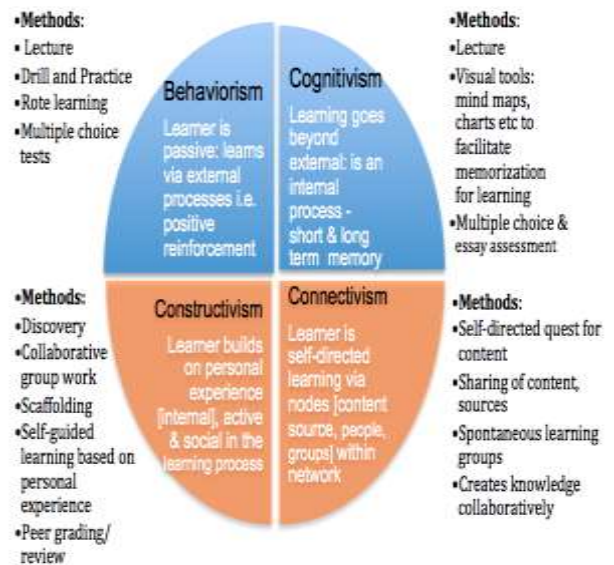 •Methods:
• Lecture
•Drill and Practice
•Rote learning
•Multiple choice
tests
Behaviorism
Learner is
passive: learns
via external
processes i.e.
positive
reinforcement
Cognitivism
Learning goes
beyond
external: is an
internal
process -
short & long
term memory
•Methods:
•Lecture
•Visual tools:
mind maps,
charts etc to
facilitate
memorization
for learning
•Multiple choice &
essay assessment
•Methods:
•Discovery
•Collaborative
group work
•Scaffolding
•Self-guided
learning based on
personal
experience
•Peer grading/
review
Constructivism
Learner builds
on personal
experience
[internal], active
& social in the
learning process
Connectivism
Learner is
self-directed
learning via
nodes [content
source, people,
groups] within
network
•Methods:
•Self-directed quest for
content
•Sharing of content,
sources
•Spontaneous learning
groups
•Creates knowledge
collaboratively